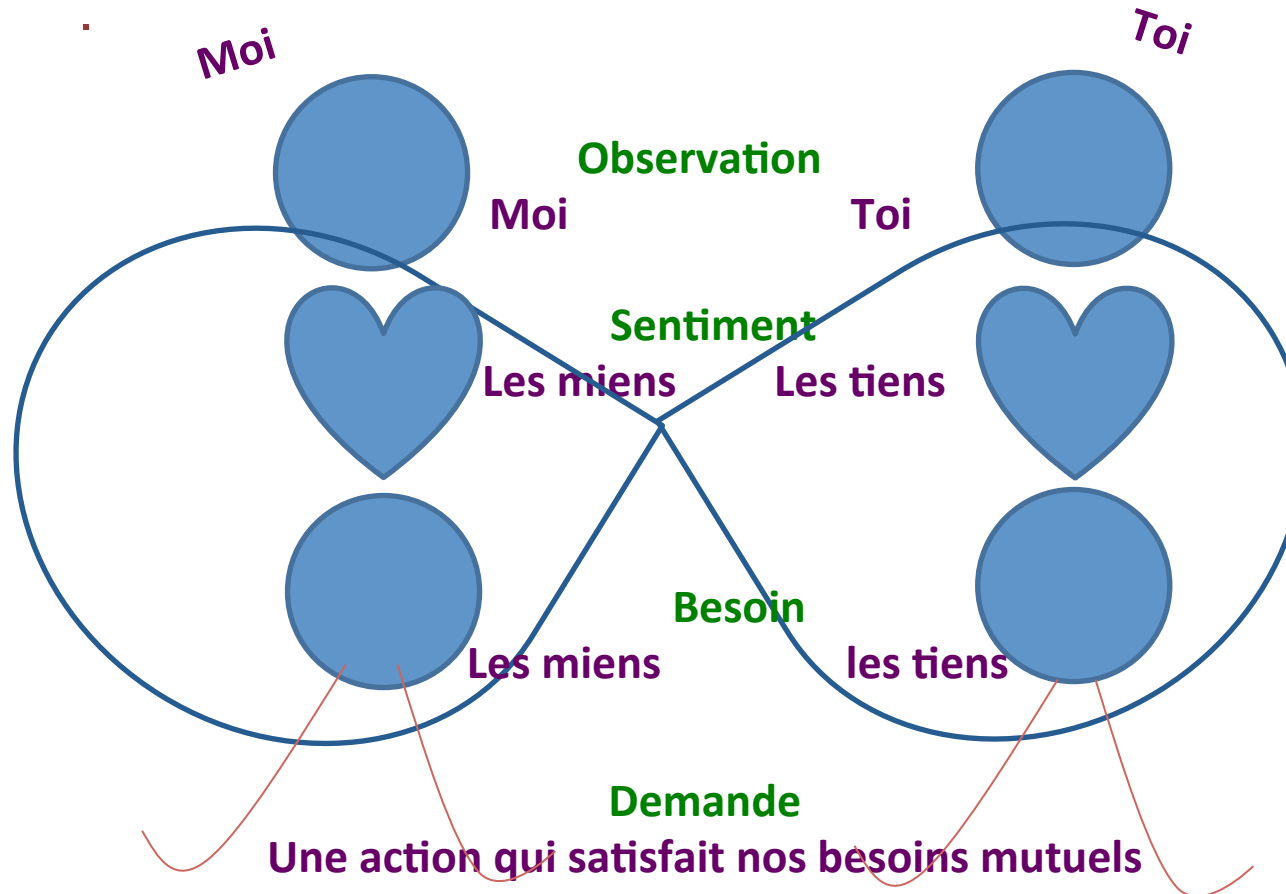 Moi Toi
Observation
Moi Toi
Sentiment
Les miens Les tiens
Besoin
Les miens les tiens
Demande
Une action qui satisfait nos besoins mutuels